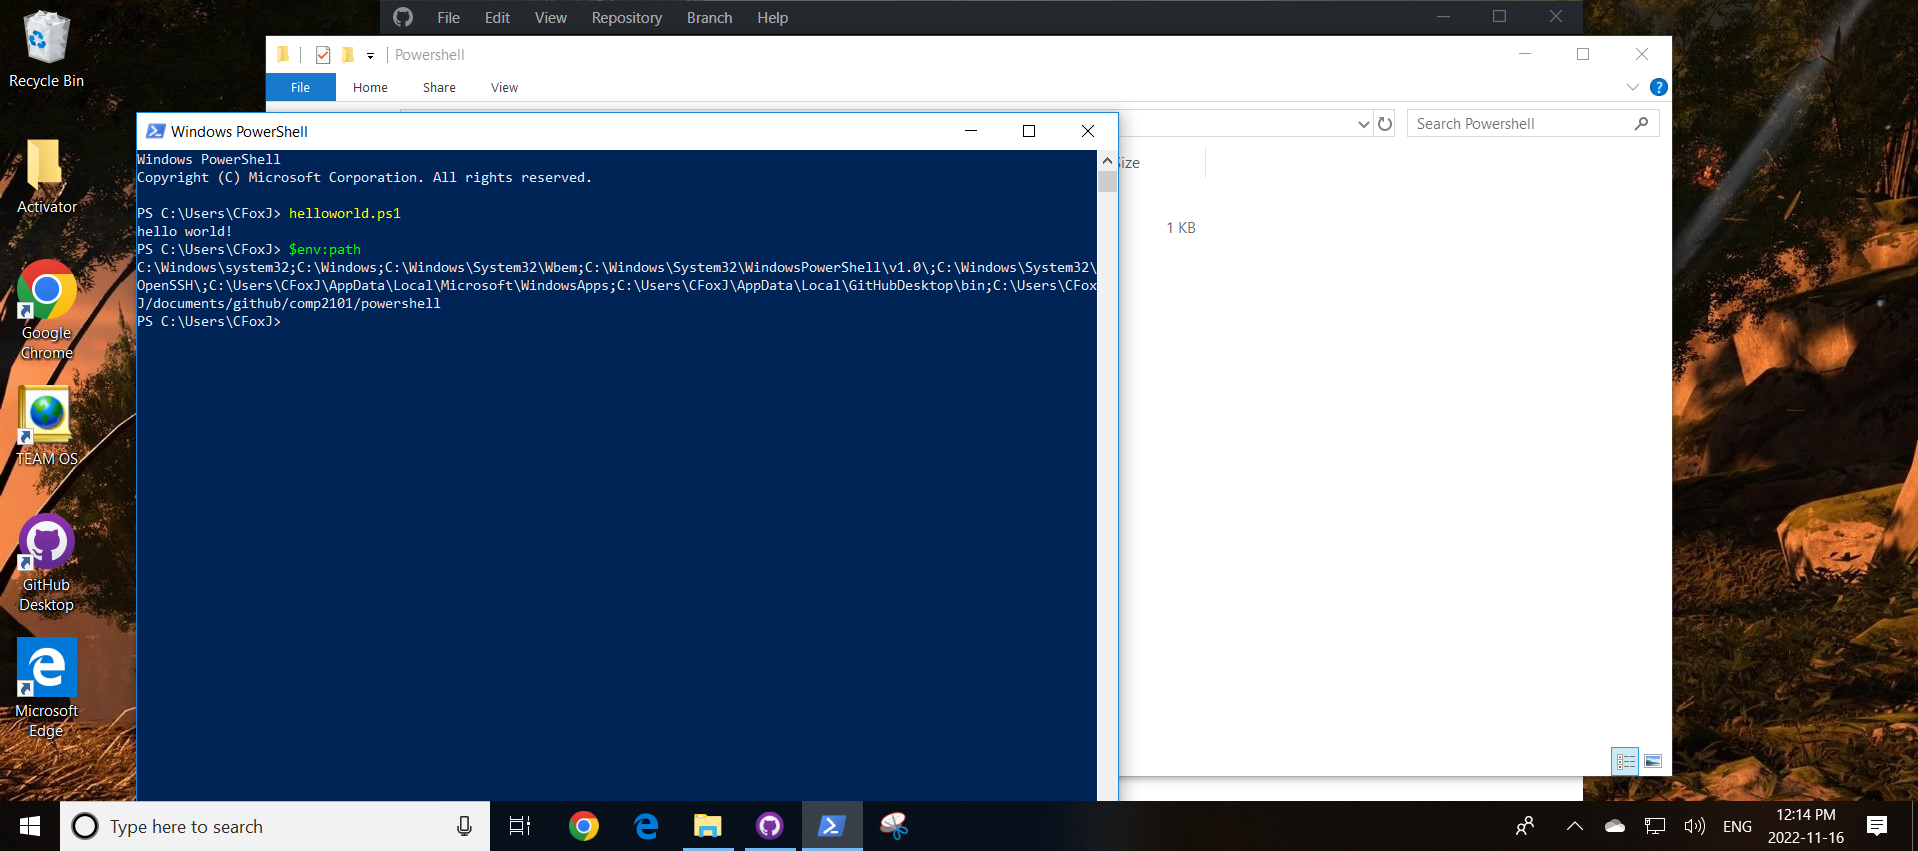 File Edit View Repository Branch Help
Powershell
File Home Share View
?
Search Powershell
Size
1 KB
Windows PowerShell
Windows PowerShell
Copyright (C) Microsoft Corporation. All rights reserved.
PS C:\Users\CFoxJ> helloworld.ps1
hello world!
PS C:\Users\CFoxJ> $env:path
C:\Windows\system32;C:\Windows;C:\Windows\System32\Wbem;C:\Windows\System32\WindowsPowerShell\v1.0\;C:\Windows\System32\
OpenSSH\;C:\Users\CFoxJ\AppData\Local\Microsoft\WindowsApps;C:\Users\CFoxJ\AppData\Local\GitHubDesktop\bin;C:\Users\CFox
J/documents/github/comp2101/powershell
PS C:\Users\CFoxJ>
Recycle Bin
Activator
Google
Chrome
TEAM OS
GitHub
Desktop
Microsoft
Edge
Type here to search
ENG
12:14 PM
2022-11-16